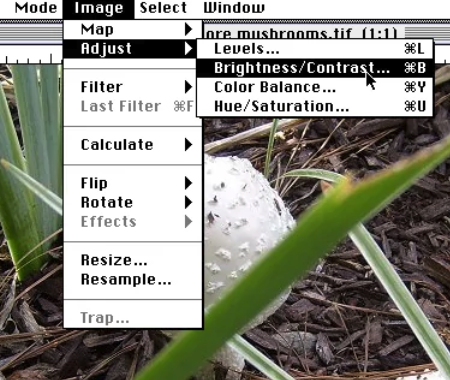 Mode Image Select Window
ore mushrooms.tif (1:1)
Map
Adjust
Levels... ⌘L
Brightness/Contrast... ⌘B
Color Balance... ⌘Y
Hue/Saturation... ⌘U
Filter
Last Filter ⌘F
Calculate
Flip
Rotate
Effects
Resize...
Resample...
Trap...